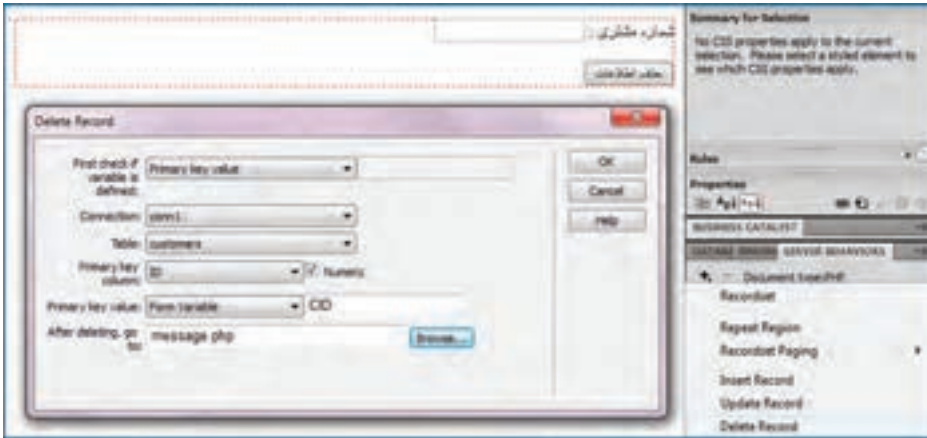 شماره مشتری :
حذف اطلاعات
Delete Record
First check if variable is defined:
Primary key value
OK
Connection:
conn1
Cancel
Table:
customers
Help
Primary key column:
ID
Numeric
Primary key value:
Form Variable
CID
After deleting, go to:
message php
Browse...
Summary for Selection
No CSS properties apply to the current
selection. Please select a styled element to
see which CSS properties apply.
Rules
Properties
BUSINESS CATALYST
SERVER BEHAVIORS
Document type:PHP
Recordset
Repeat Region
Recordset Paging
Insert Record
Update Record
Delete Record